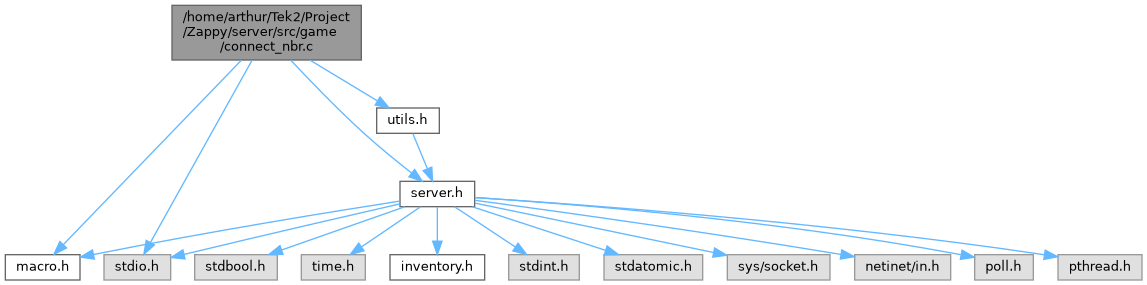 /home/arthur/Tek2/Project
/Zappy/server/src/game
/connect_nbr.c
utils.h
server.h
macro.h
stdio.h
stdbool.h
time.h
inventory.h
stdint.h
stdatomic.h
sys/socket.h
netinet/in.h
poll.h
pthread.h